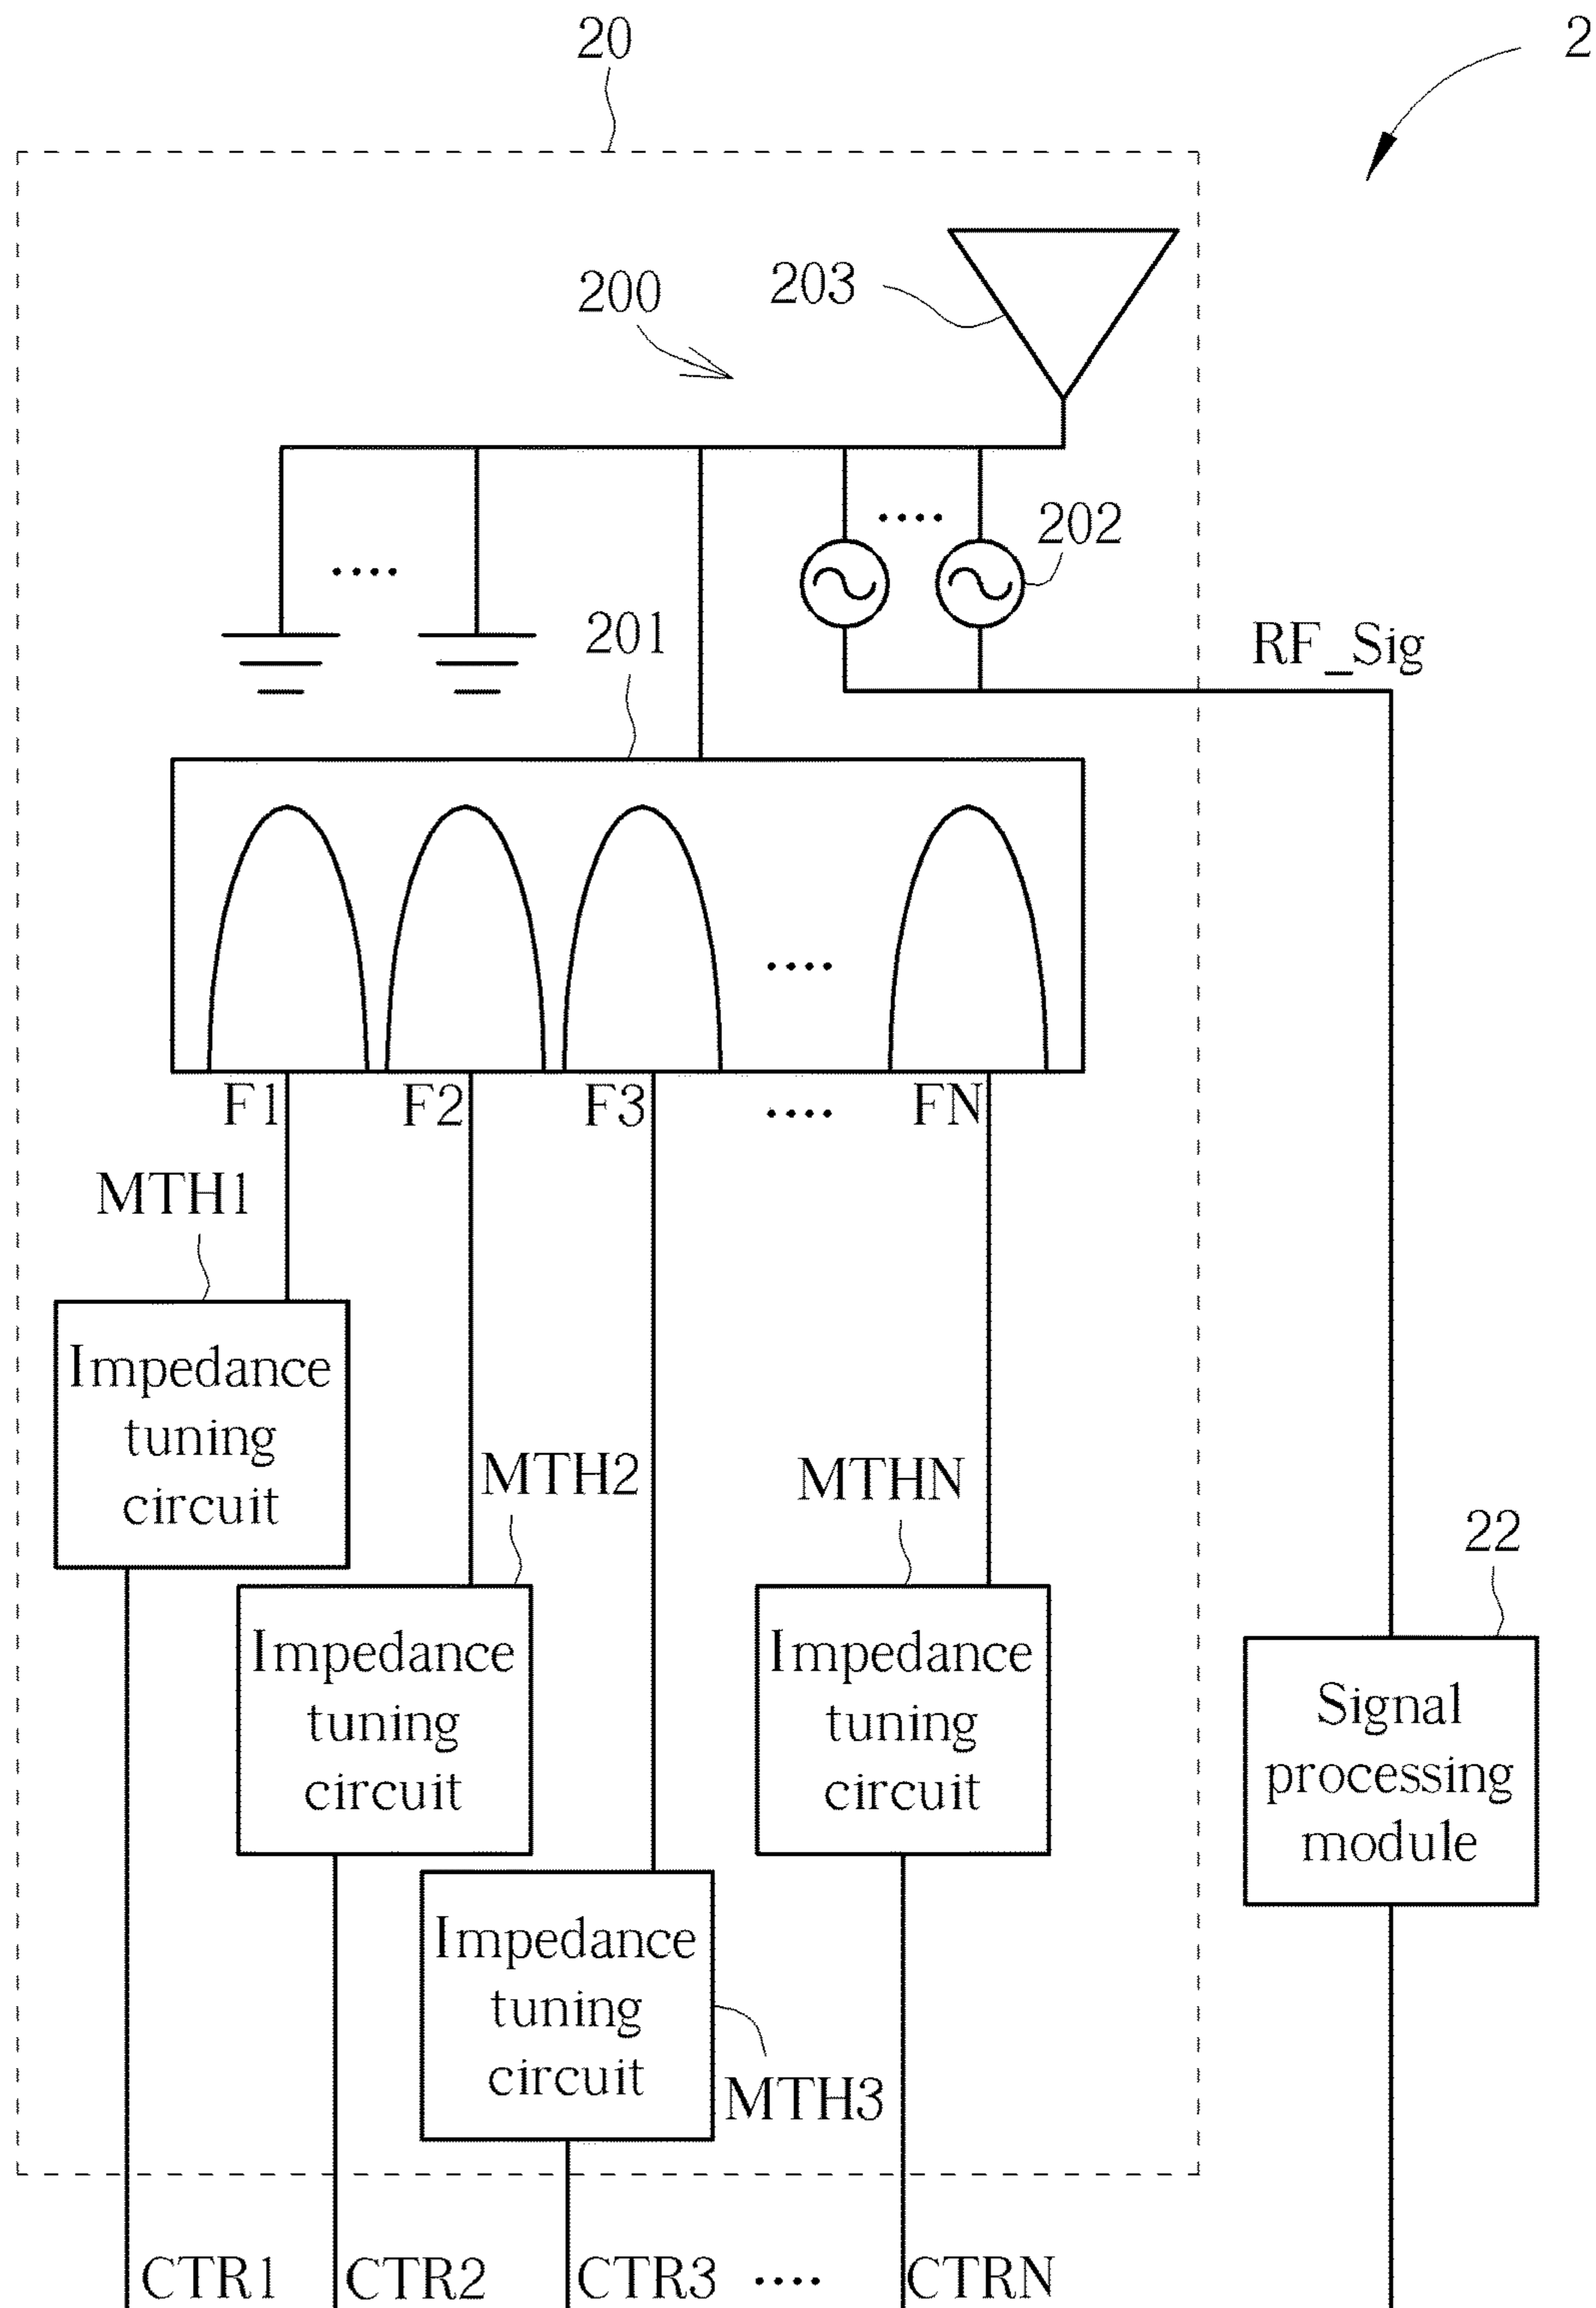 20
2
200
203
202
201
RF_Sig
F1
F2
F3
....
FN
MTH1
Impedance
tuning
circuit
MTH2
MTHN
Impedance
tuning
circuit
Impedance
tuning
circuit
22
Signal
processing
module
Impedance
tuning
circuit
MTH3
CTR1
CTR2
CTR3
....
CTRN